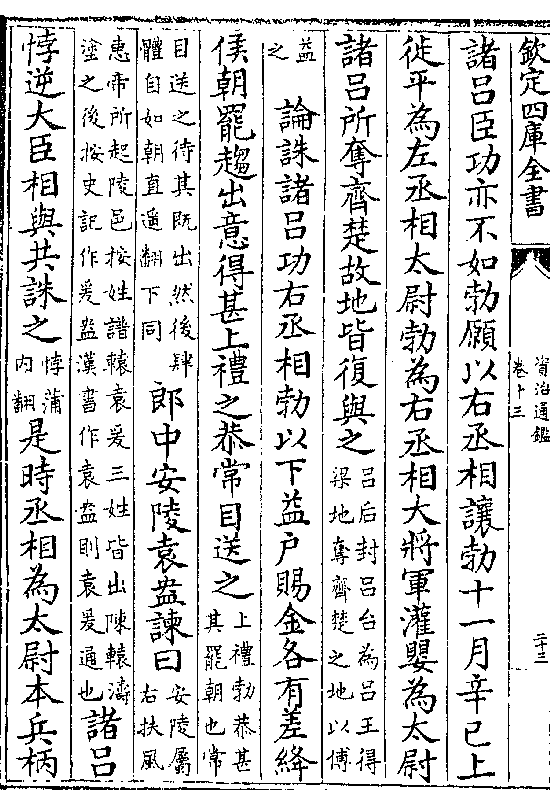 欽定四庫全書
資治通鑑
卷十三
二十三
諸呂臣功亦不如勃願以右丞相讓勃十一月辛巳上
徙平為左丞相太尉勃為右丞相大將軍灌嬰為太尉
諸呂所奪齊楚故地皆復與之吕后封吕台為吕王得梁地奪齊楚之地以傅
益之論誅諸呂功右丞相勃以下益户賜金各有差絳
侯朝罷趨出意得甚上禮之恭常目送之上禮勃恭甚其罷朝也常
目送之待其既出然後肆體自如朝直遥翻下同郎中安陵袁盎諫曰安陵屬右扶風
惠帝所起陵邑按姓譜轅袁爰三姓皆出陳轅濤塗之後按史記作爰盎漢書作袁盎則袁爰通也諸呂
悖逆大臣相與共誅之悖蒲内翻是時丞相為太尉本兵柄